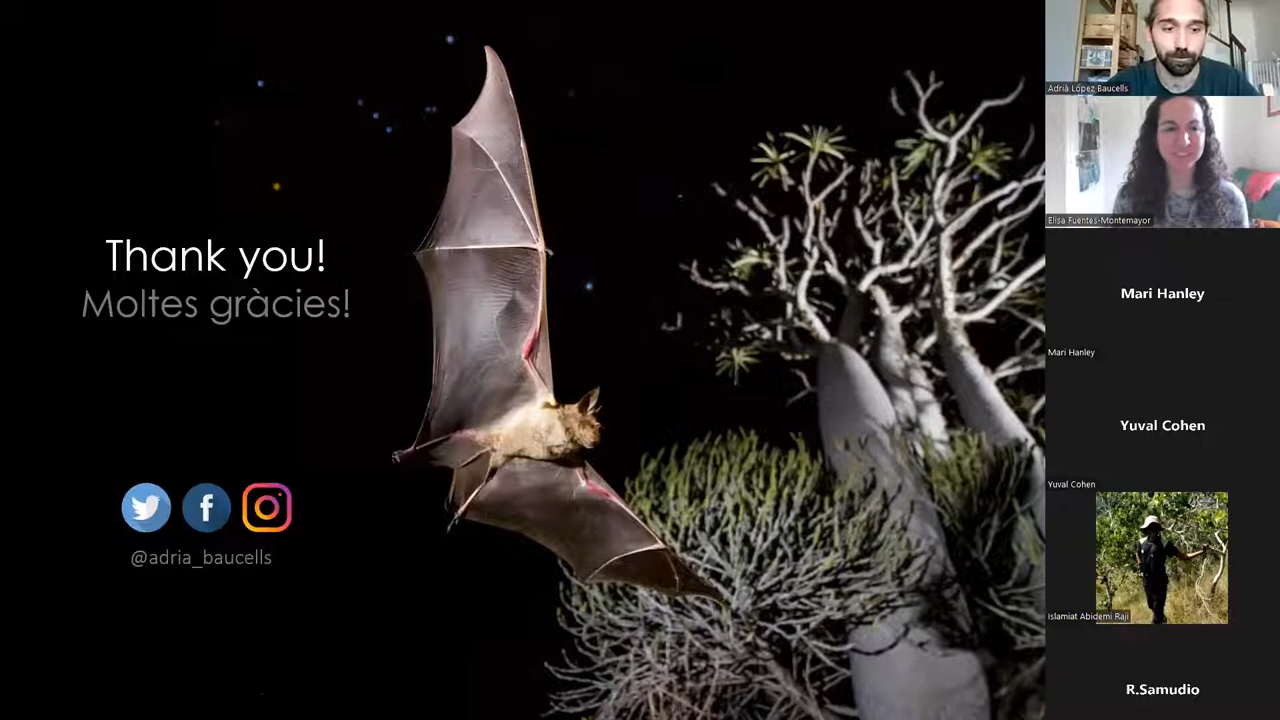 Thank you!
Moltes gràcies!
@adria_baucells
Adrià López Baucells
Elisa Fuentes-Montemayor
Mari Hanley
Mari Hanley
Yuval Cohen
Yuval Cohen
Islamiat Abidemi Raji
R.Samudio